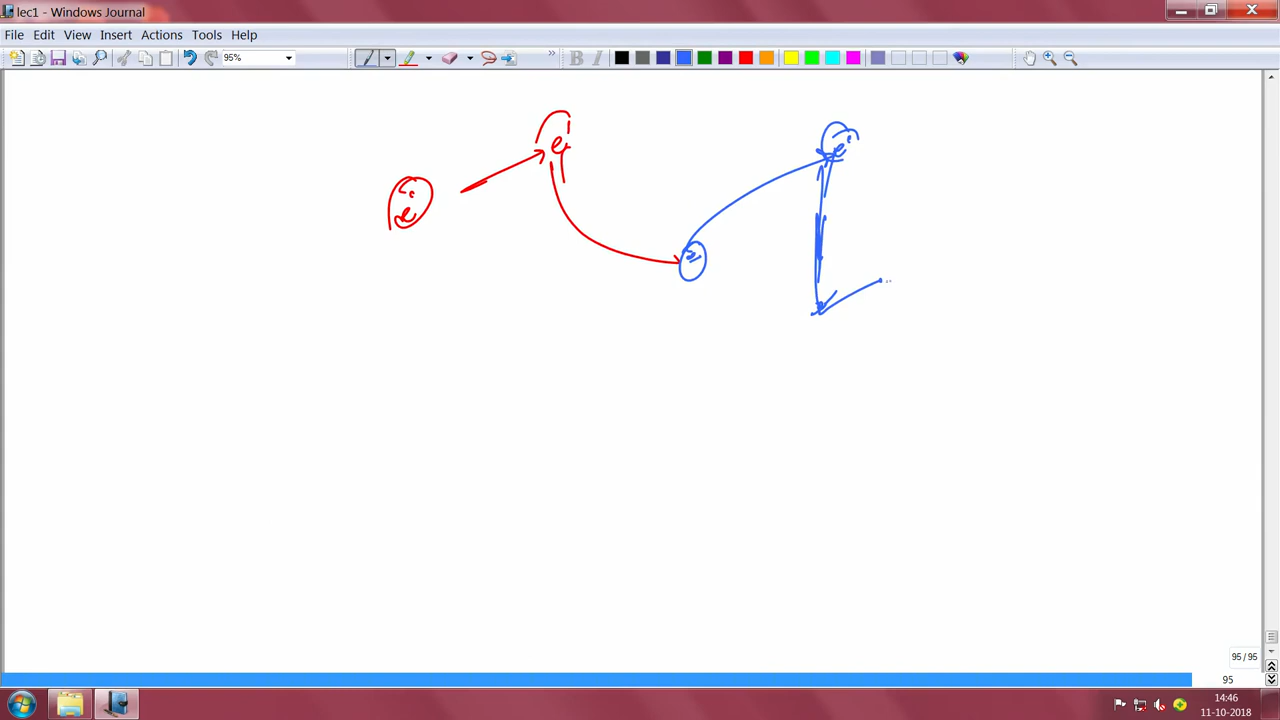 lec1 - Windows Journal
File Edit View Insert Actions Tools Help
95%
B I
e
e
e
95 / 95
95
14:46
11-10-2018